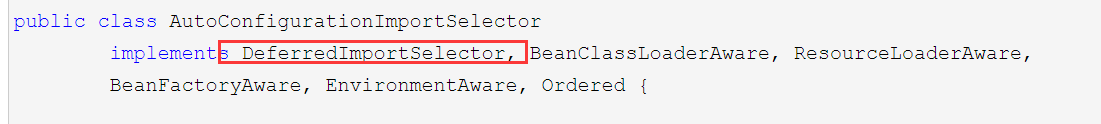 public class AutoConfigurationImportSelector
implements DeferredImportSelector, BeanClassLoaderAware, ResourceLoaderAware,
BeanFactoryAware, EnvironmentAware, Ordered {